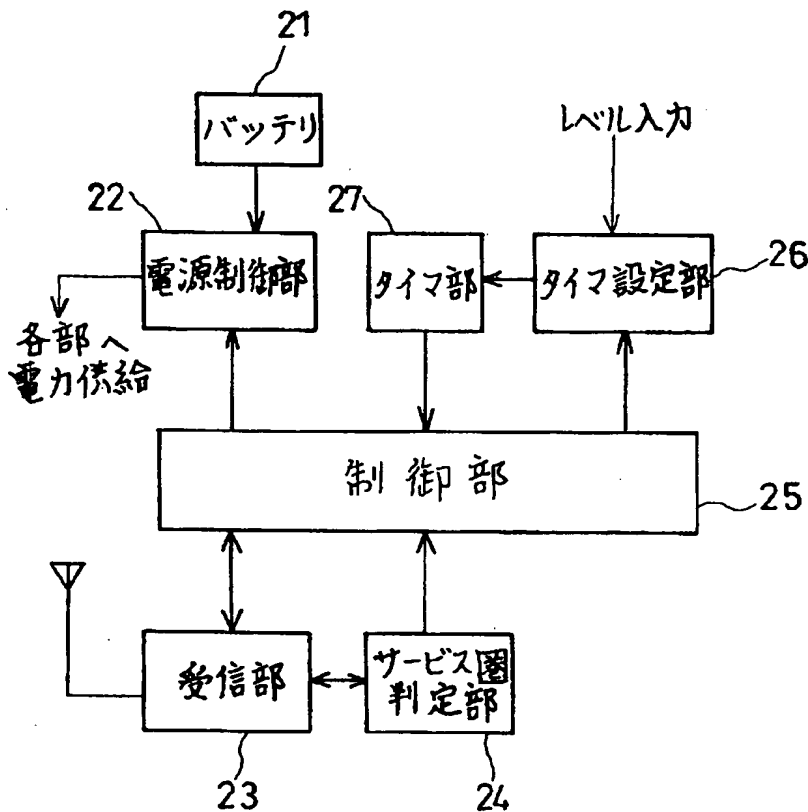 21
バッテリ
レベル入力
22
電源制御部
27
タイマ部
タイマ設定部
26
各部へ
電力供給
制御部
25
受信部
サービス圏
判定部
23
24